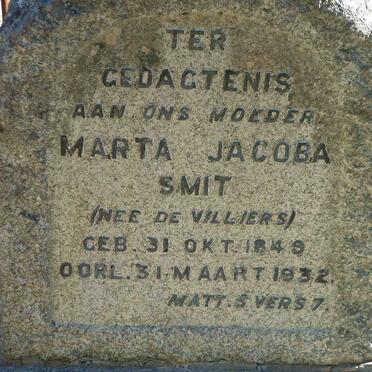 TER
GEDAGTENIS
AAN ONS MOEDER
MARTA JACOBA
SMIT
(NEE DE VILLIERS)
GEB. 31 OKT. 1849
OORL. 31. MAART 1932.
MATT. 5 VERS 7.